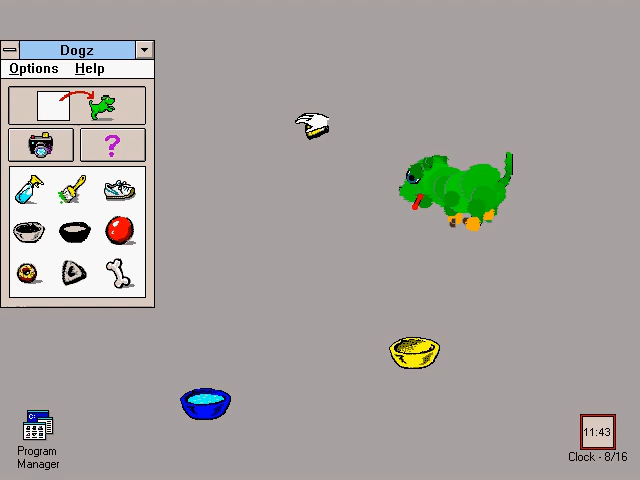 Dogz
Options Help
?
C:\
Program
Manager
11:43
Clock - 8/16